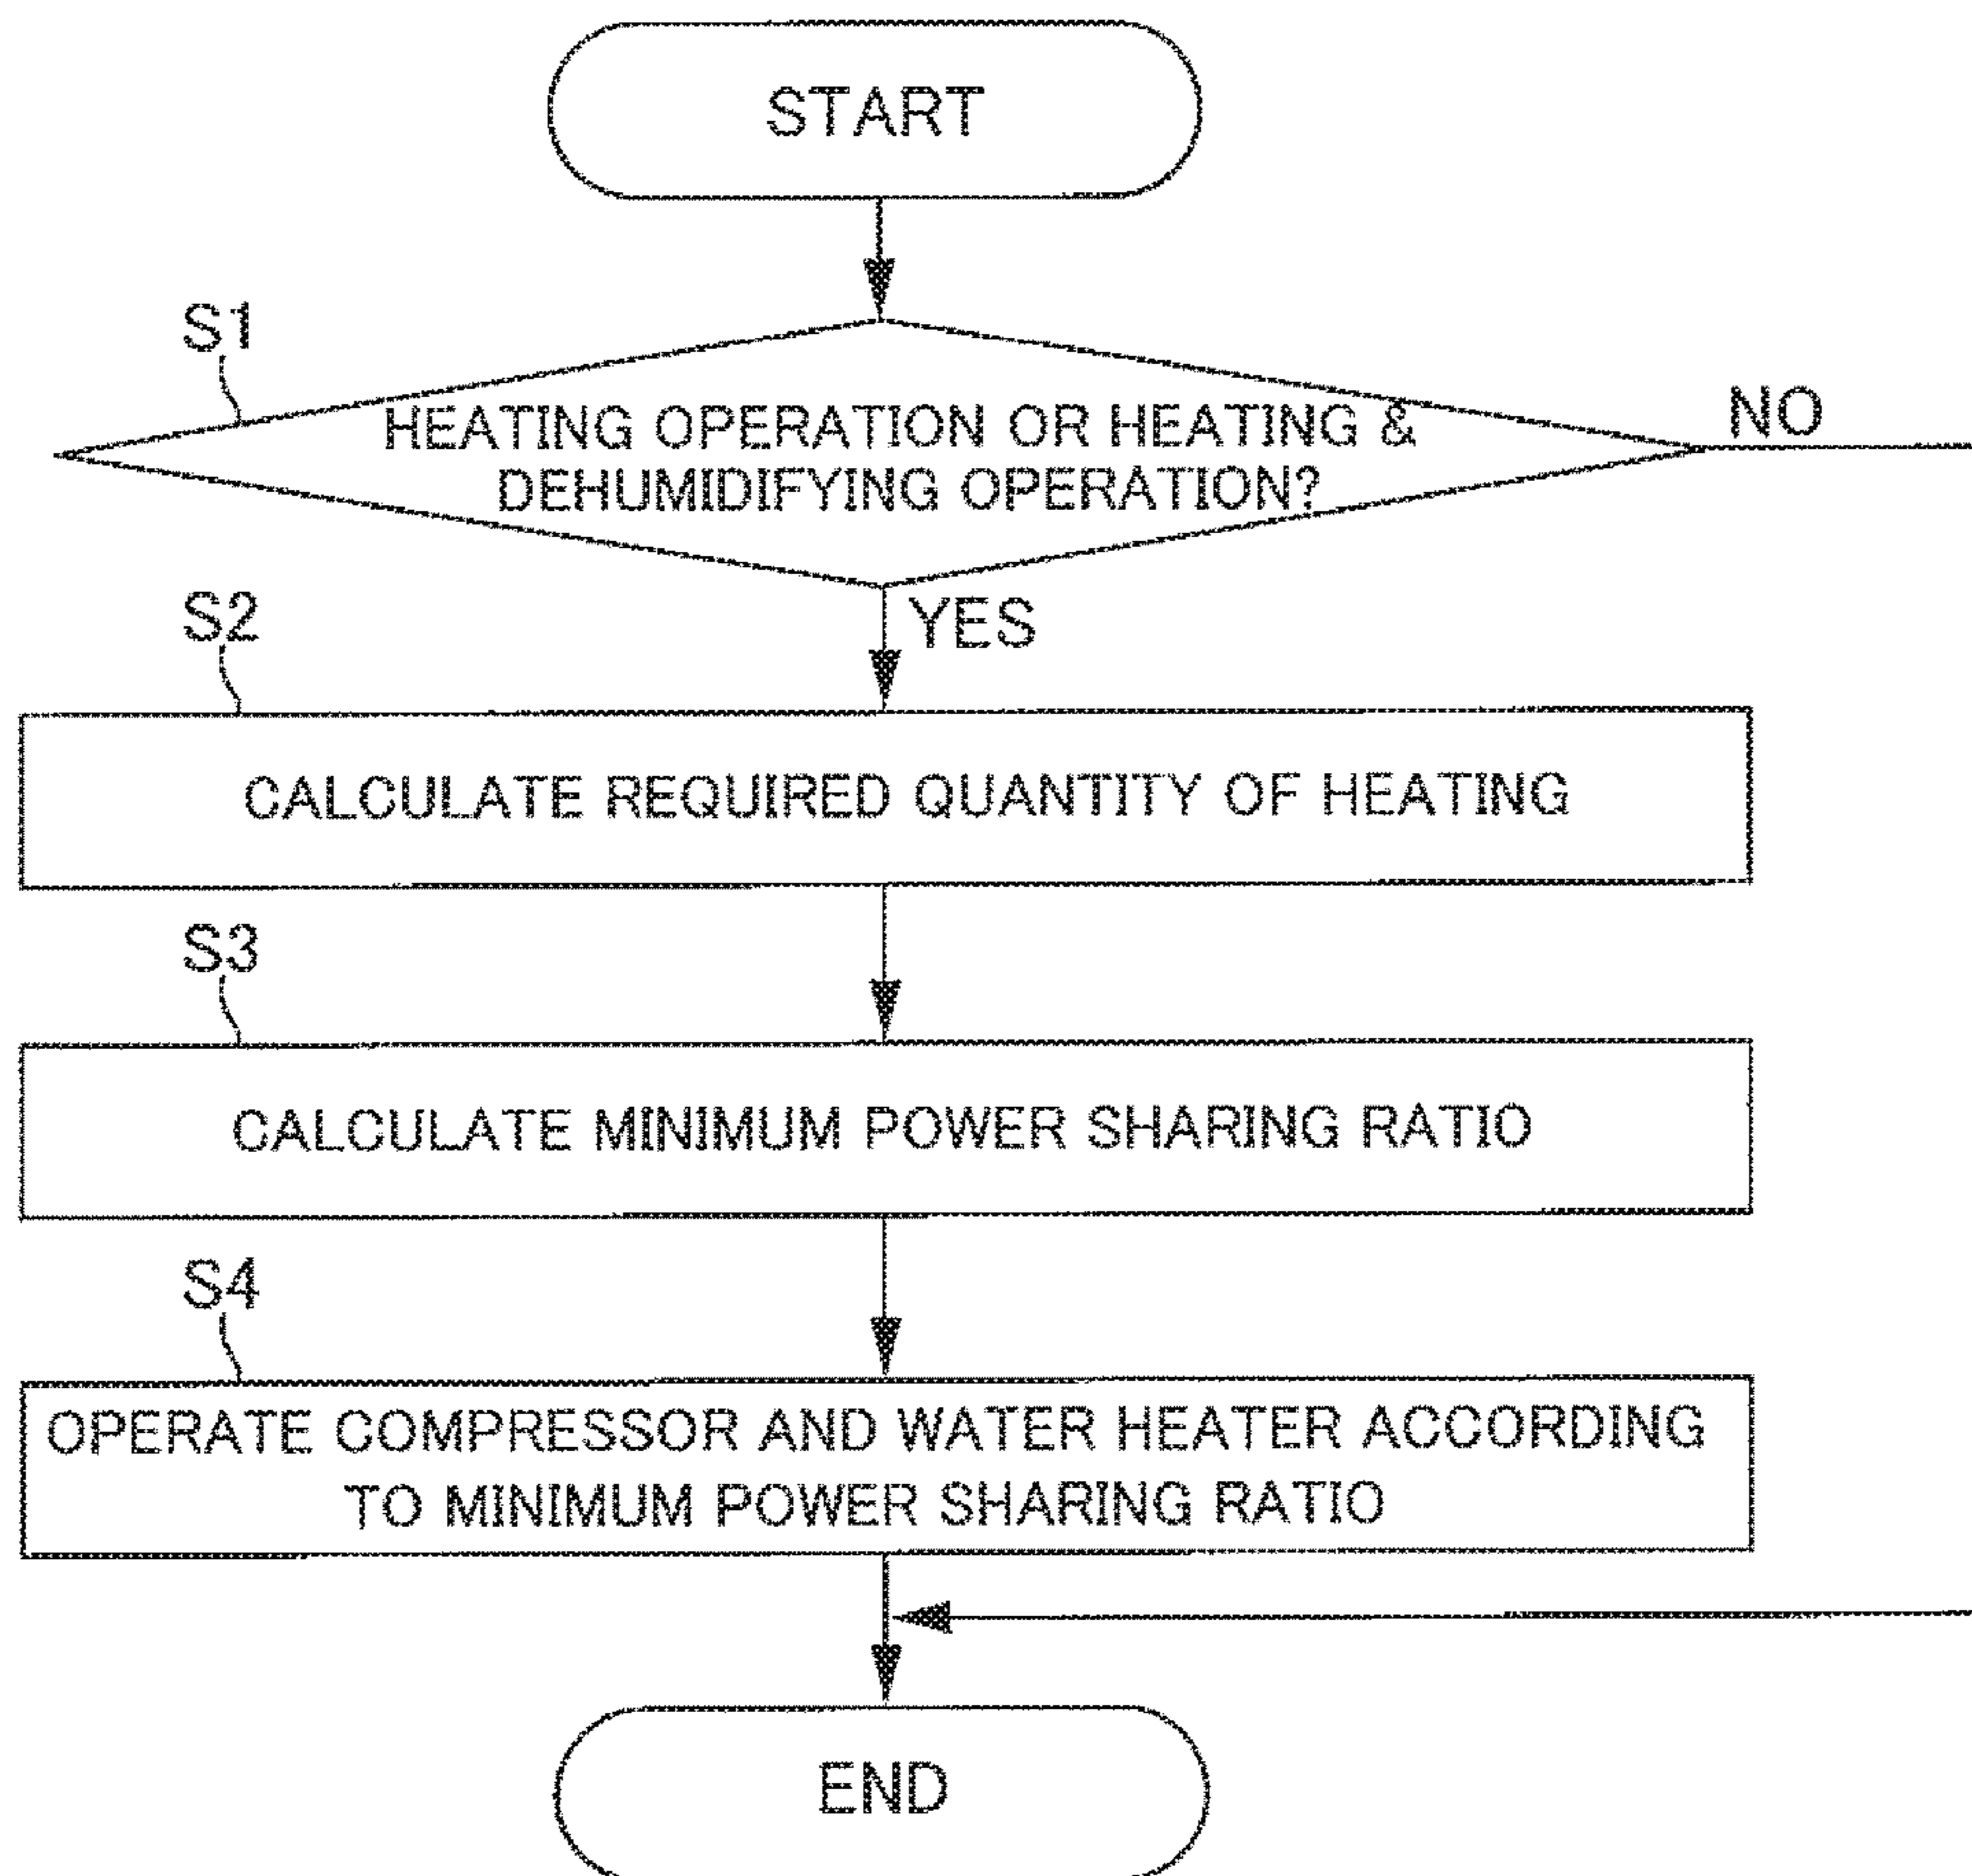 START
S1
HEATING OPERATION OR HEATING &
DEHUMIDIFYING OPERATION?
NO
YES
S2
CALCULATE REQUIRED QUANTITY OF HEATING
S3
CALCULATE MINIMUM POWER SHARING RATIO
S4
OPERATE COMPRESSOR AND WATER HEATER ACCORDING
TO MINIMUM POWER SHARING RATIO
END